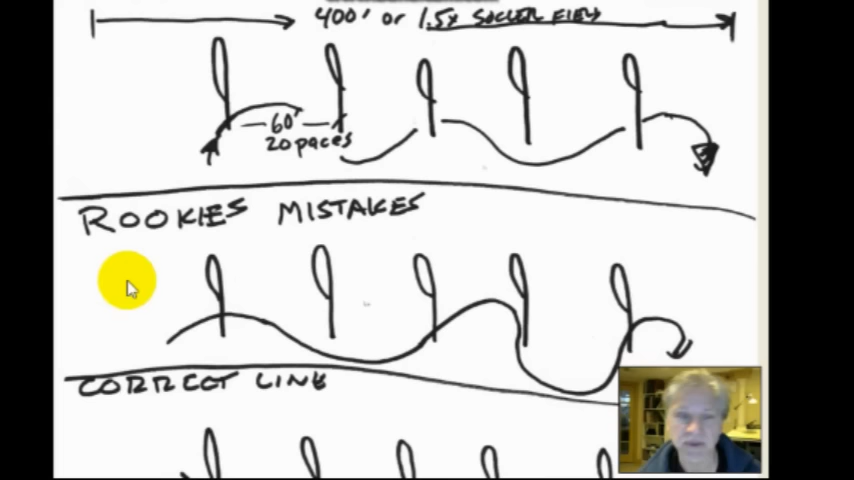 400' or 1.5x SOCCER FIELD
60'
20 paces
ROOKIES MISTAKES
CORRECT LINE